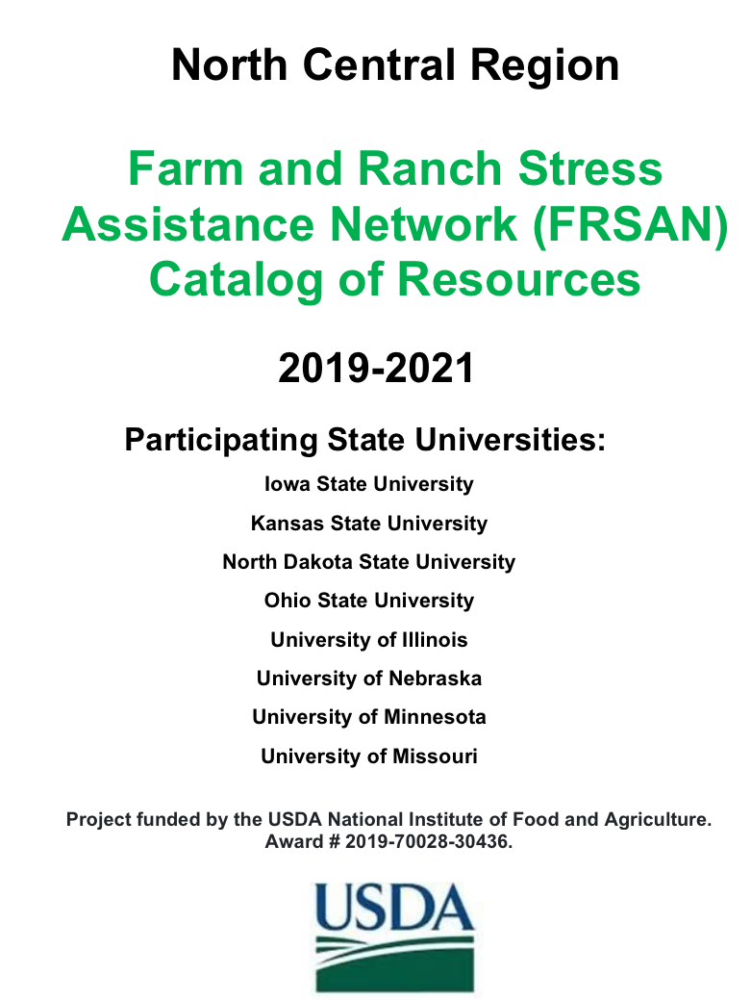 North Central Region
Farm and Ranch Stress
Assistance Network (FRSAN)
Catalog of Resources
2019-2021
Participating State Universities:
Iowa State University
Kansas State University
North Dakota State University
Ohio State University
University of Illinois
University of Nebraska
University of Minnesota
University of Missouri
Project funded by the USDA National Institute of Food and Agriculture.
Award # 2019-70028-30436.
USDA